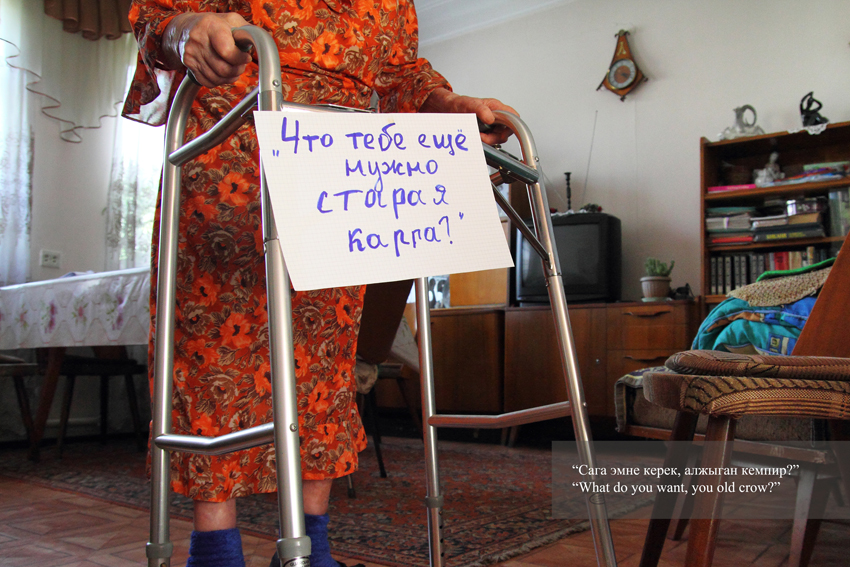 "Что тебе ещё
нужно
старая
карга?"
“Сага эмне керек, алжыган кемпир?”
“What do you want, you old crow?”